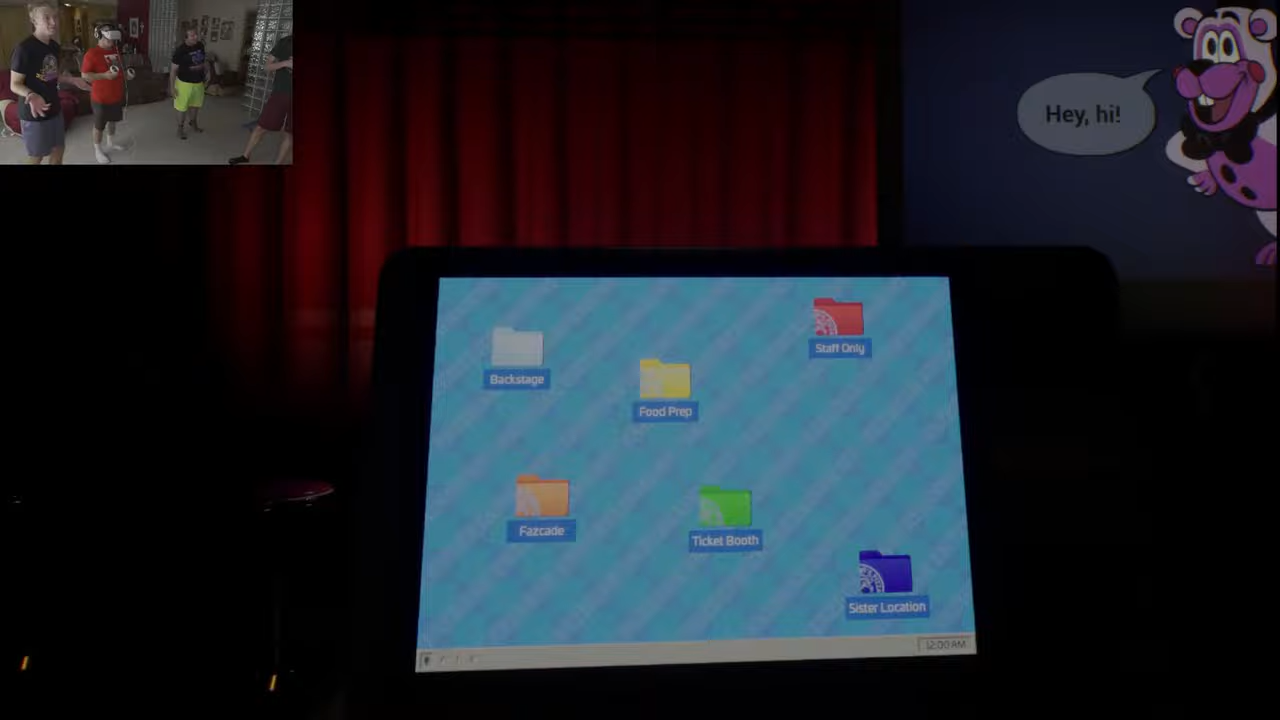 Hey, hi!
Staff Only
Backstage
Food Prep
Fazcade
Ticket Booth
Sister Location
12:00 AM